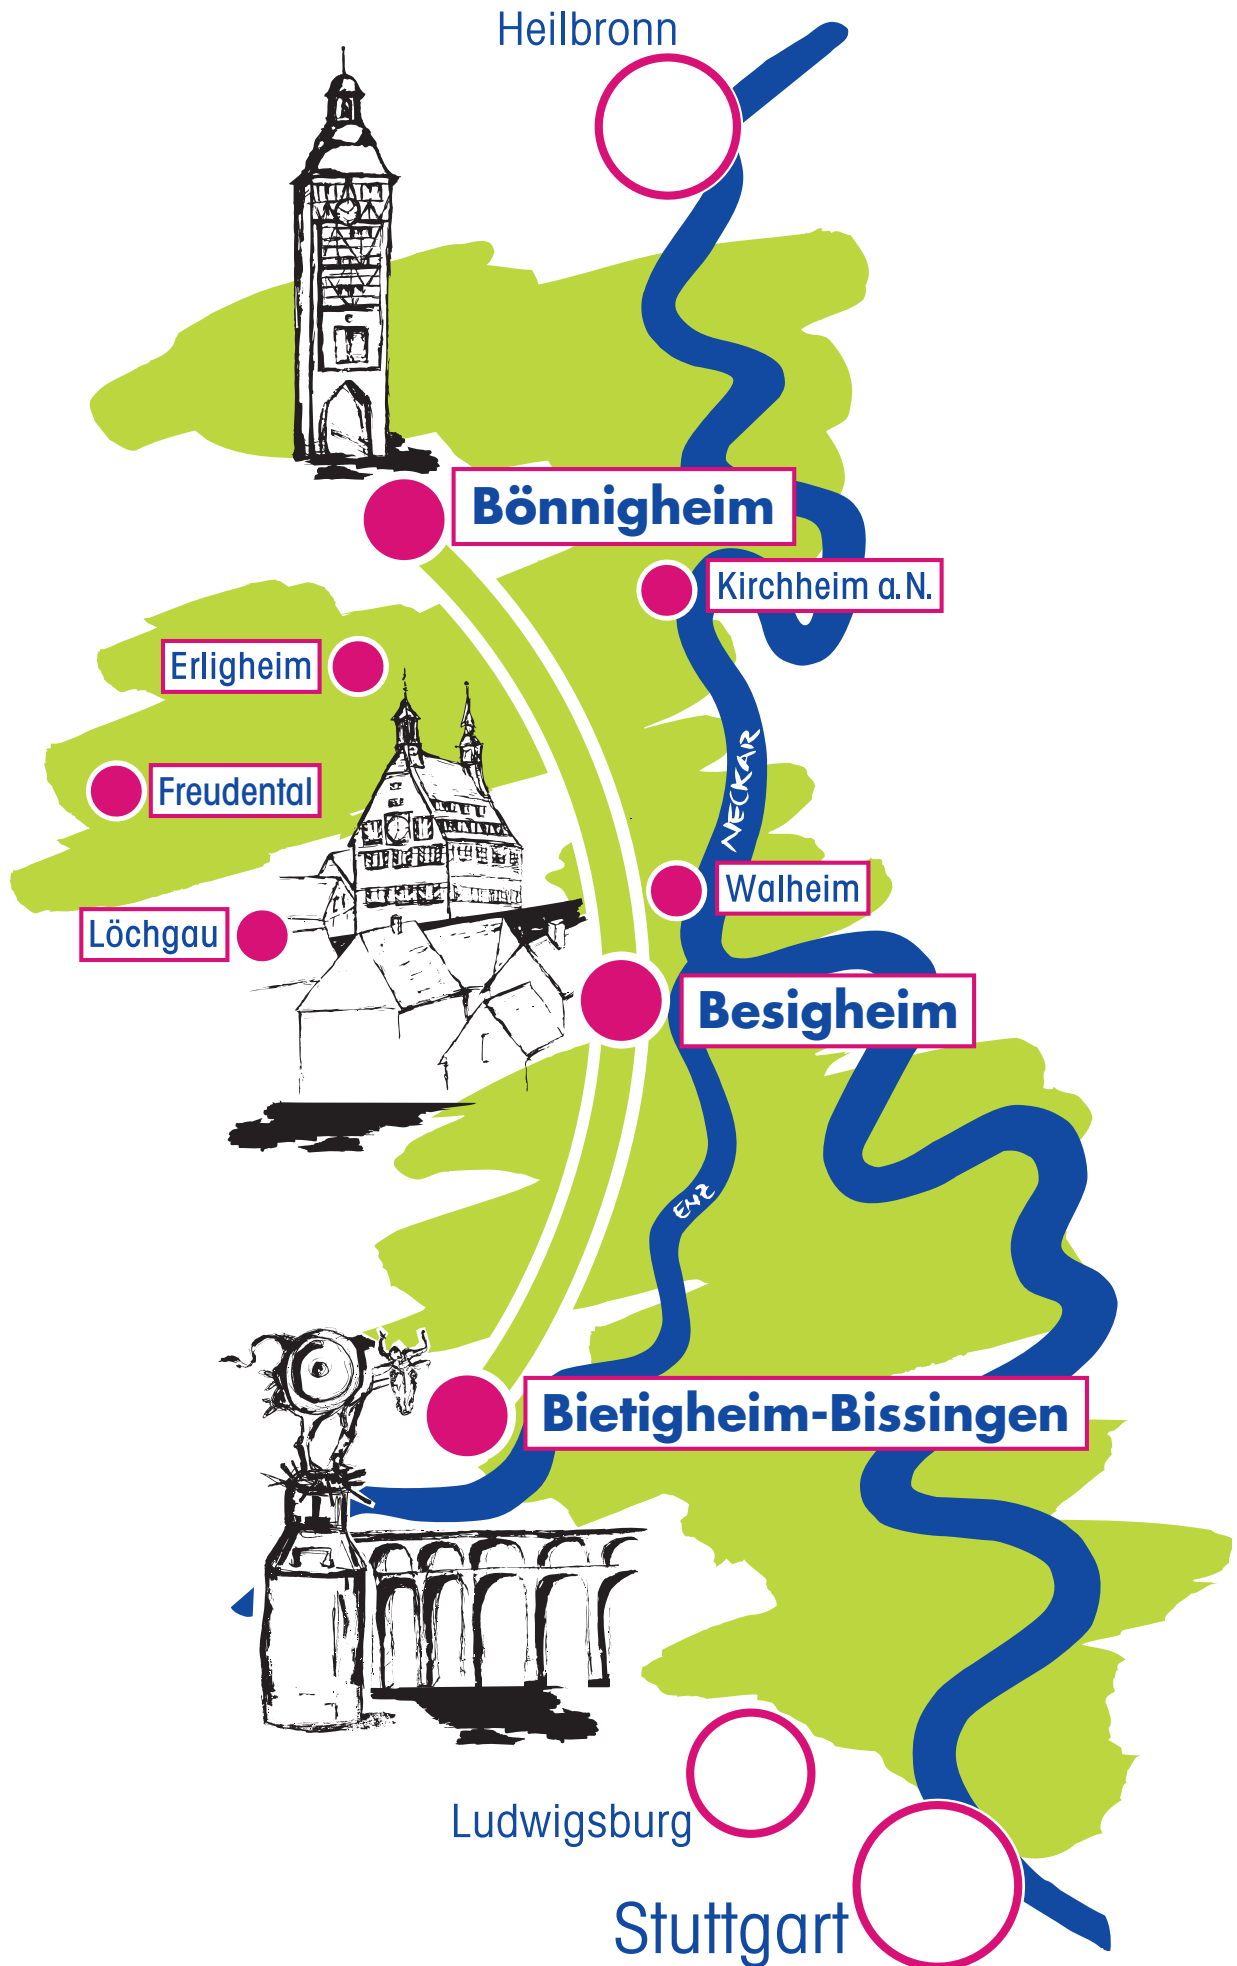 Heilbronn
Bönnigheim
Kirchheim a.N.
Erligheim
Freudental
NECKAR
Walheim
Löchgau
Besigheim
ENZ
Bietigheim-Bissingen
Ludwigsburg
Stuttgart